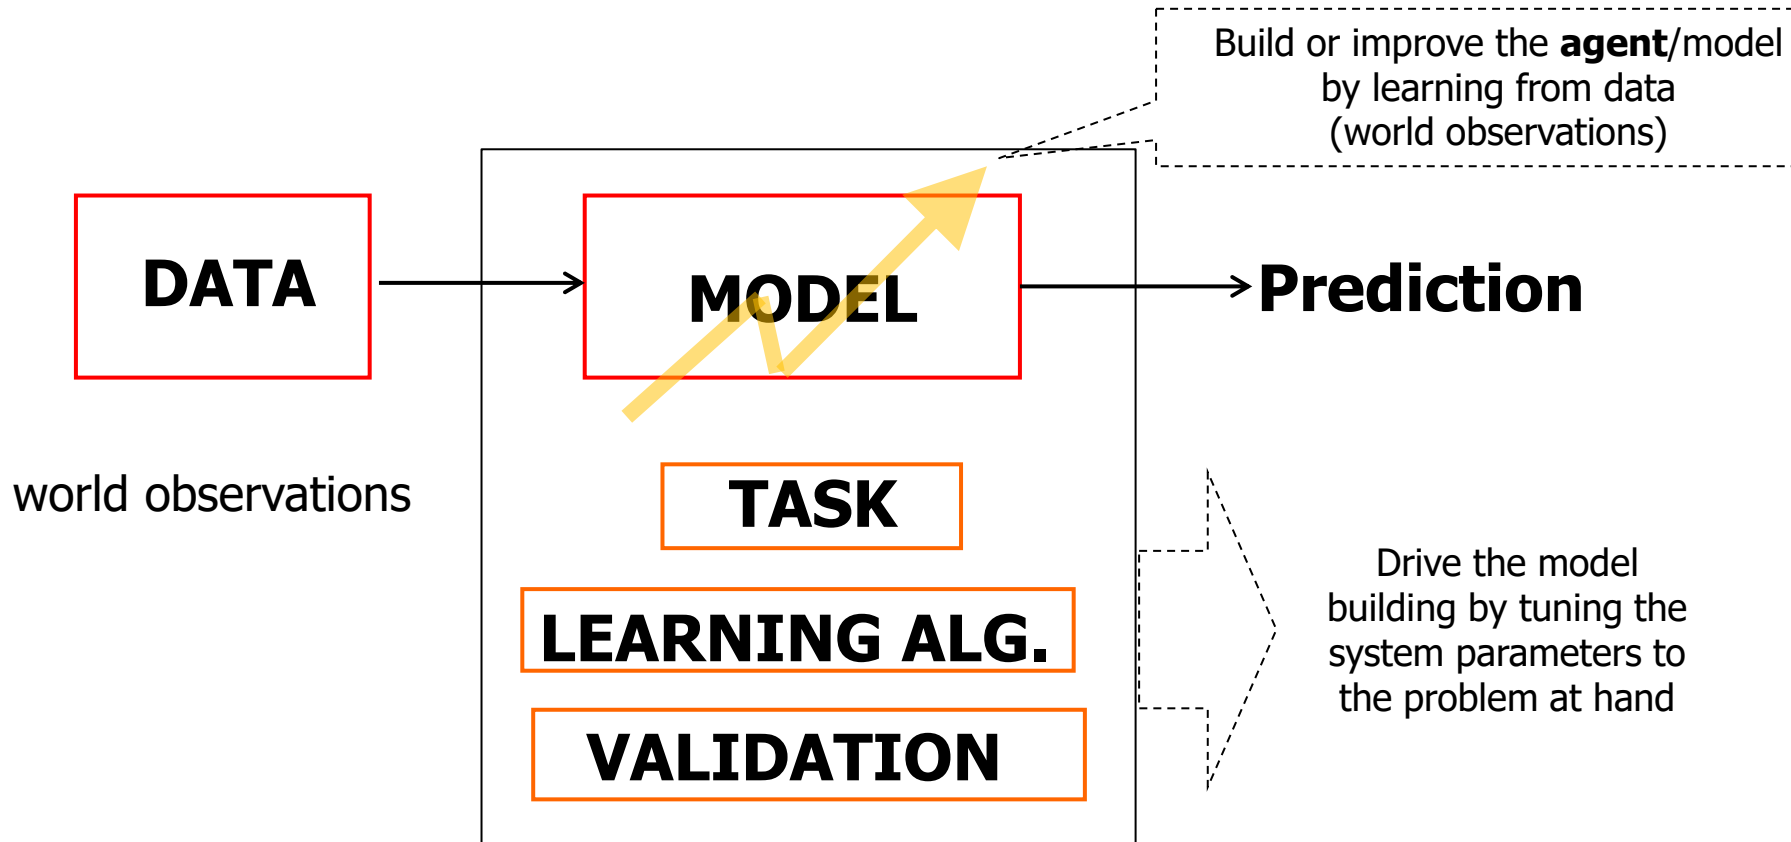 Build or improve the agent/model
by learning from data
(world observations)
DATA
MODEL
Prediction
world observations
TASK
LEARNING ALG.
VALIDATION
Drive the model
building by tuning the
system parameters to
the problem at hand